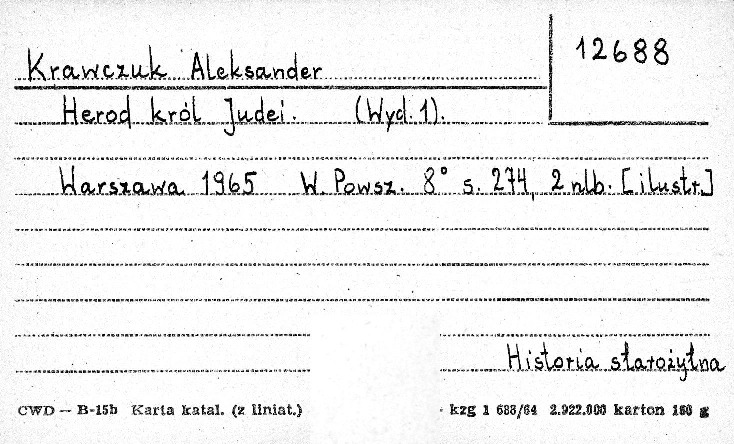 12688
Krawczuk Aleksander
Herod król Judei. (Wyd. 1).
Warszawa 1965 W. Powsz. 8° s. 274, 2 nlb. [ilustr.]
Historia starożytna
CWD — B-15b Karta katal. (z liniat.) kzg 1 688/64 2.922.000 karton 160 g